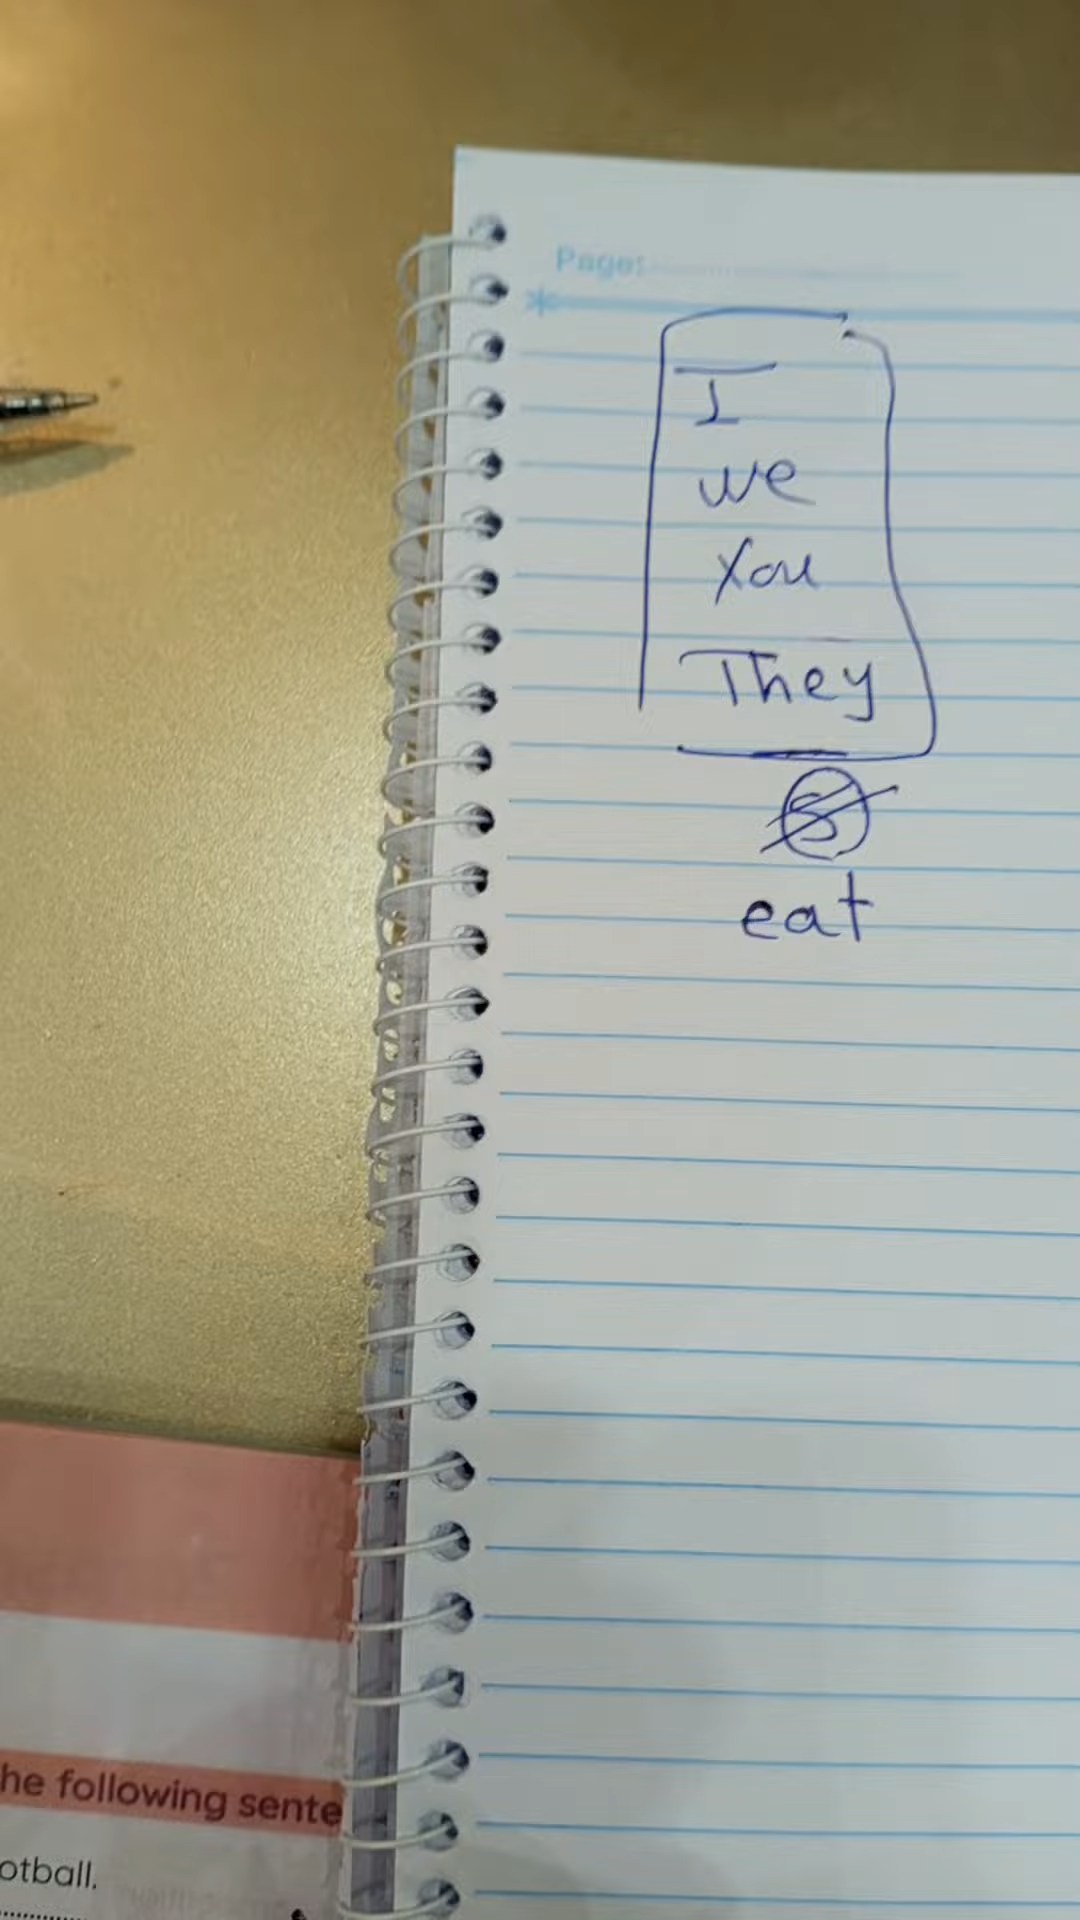 Page:
I
we
You
They
S
eat
he following sente
otball.